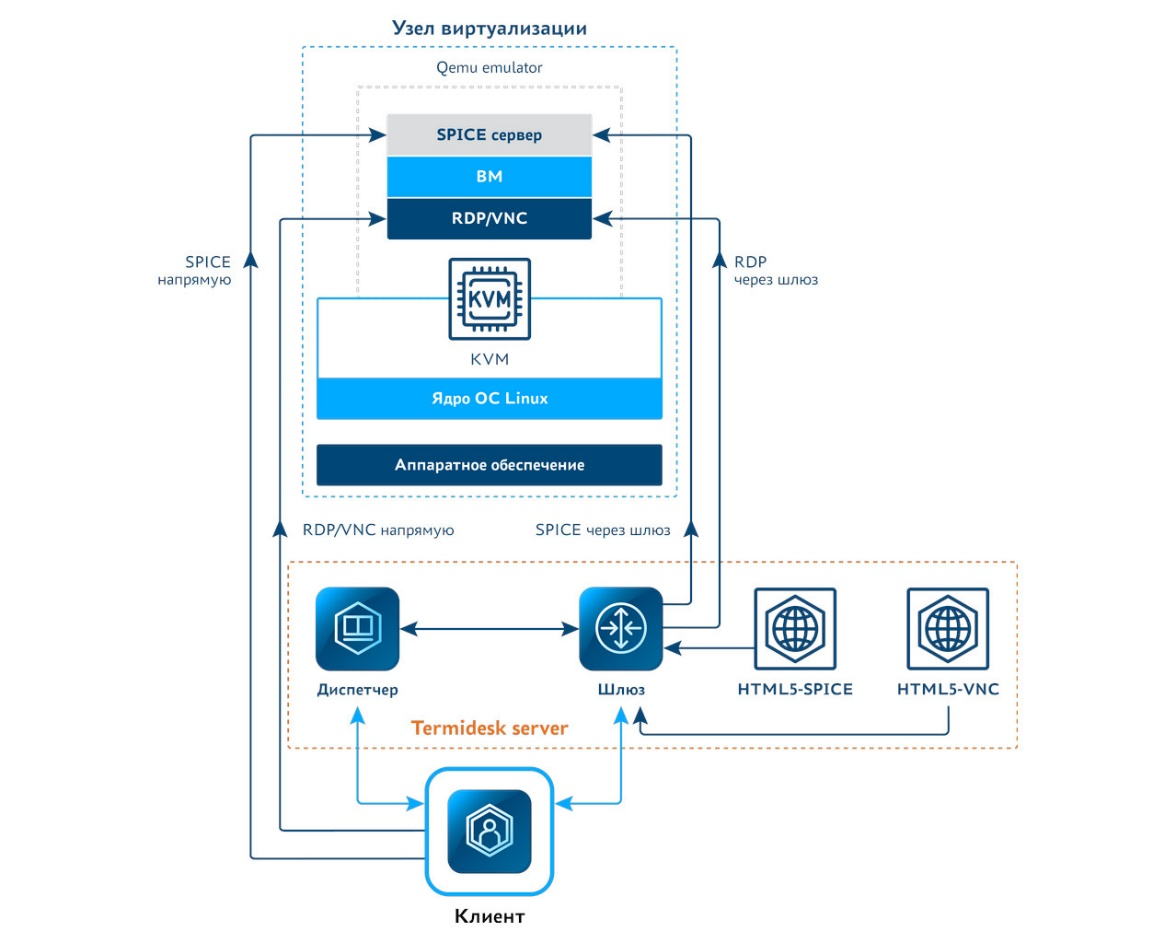 Узел виртуализации
Qemu emulator
SPICE сервер
ВМ
RDP/VNC
SPICE
напрямую
RDP
через шлюз
KVM
KVM
Ядро ОС Linux
Аппаратное обеспечение
RDP/VNC напрямую
SPICE через шлюз
Диспетчер
Шлюз
HTML5-SPICE
HTML5-VNC
Termidesk server
Клиент